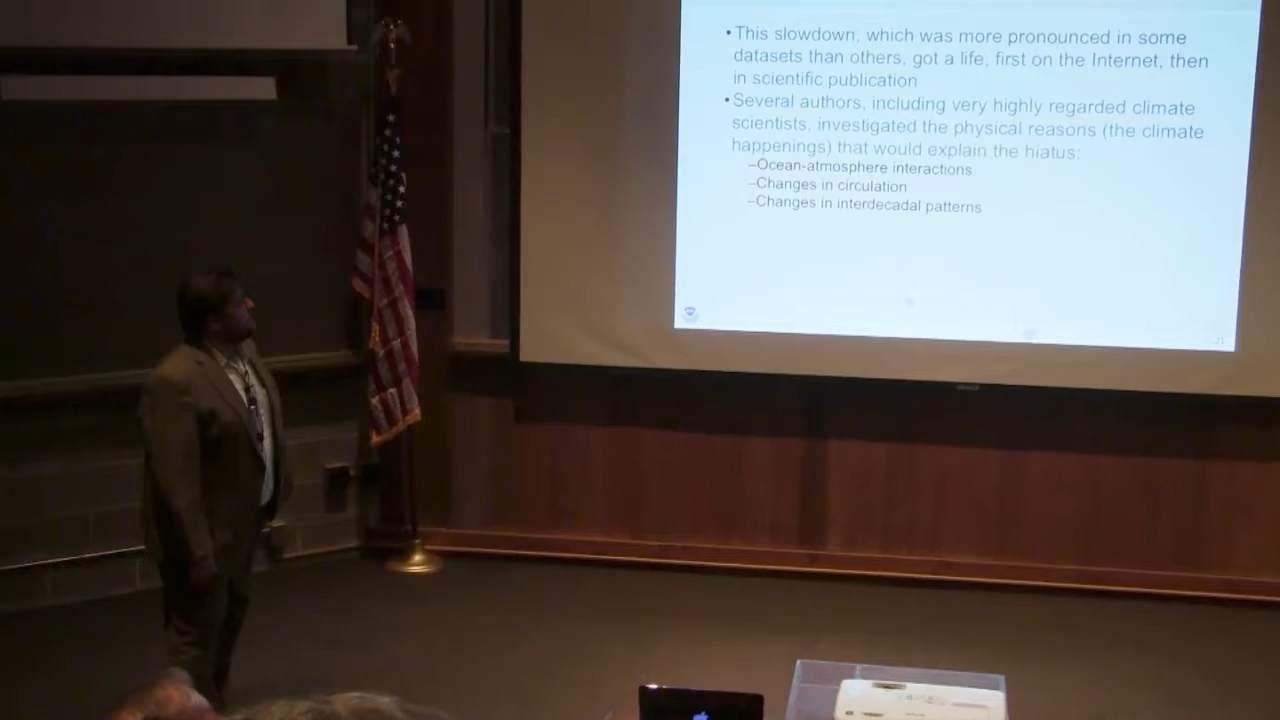 •This slowdown, which was more pronounced in some
datasets than others, got a life, first on the Internet, then
in scientific publication
•Several authors, including very highly regarded climate
scientists, investigated the physical reasons (the climate
happenings) that would explain the hiatus:
–Ocean-atmosphere interactions
–Changes in circulation
–Changes in interdecadal patterns